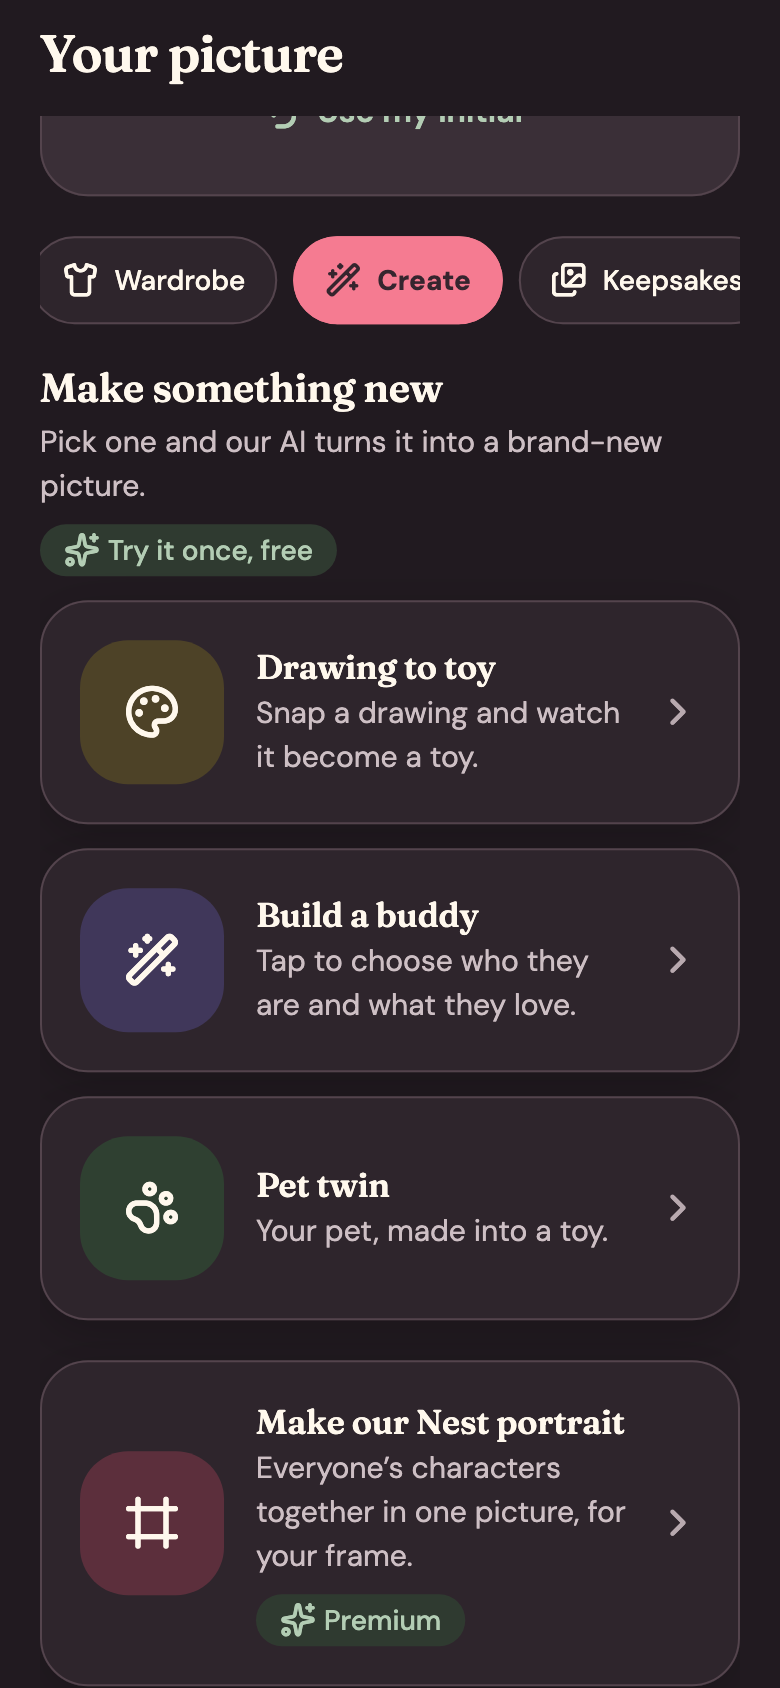 Your picture
Use my initial
Wardrobe
Create
Keepsakes
Make something new
Pick one and our AI turns it into a brand-new
picture.
Try it once, free
Drawing to toy
Snap a drawing and watch
it become a toy.
Build a buddy
Tap to choose who they
are and what they love.
Pet twin
Your pet, made into a toy.
Make our Nest portrait
Everyone’s characters
together in one picture, for
your frame.
Premium